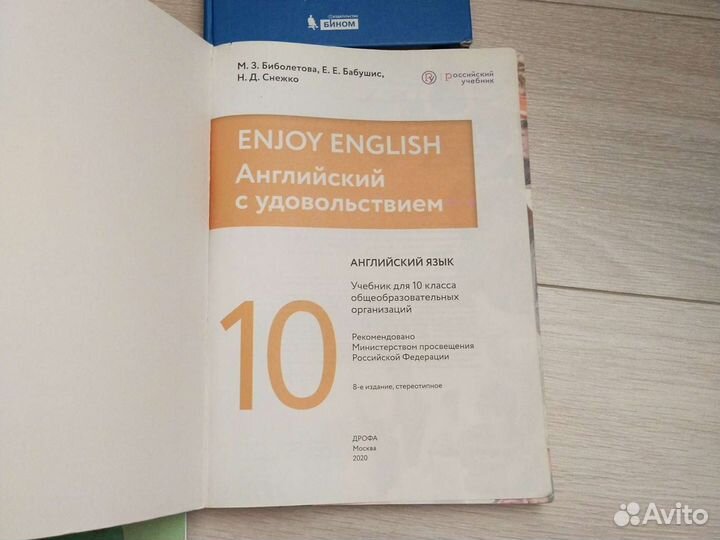 издательство
БИНОМ
М. З. Биболетова, Е. Е. Бабушис,
Н. Д. Снежко
российский
учебник
ENJOY ENGLISH
Английский
с удовольствием
АНГЛИЙСКИЙ ЯЗЫК
Учебник для 10 класса
общеобразовательных
организаций
10
Рекомендовано
Министерством просвещения
Российской Федерации
8-е издание, стереотипное
ДРОФА
Москва
2020
Avito